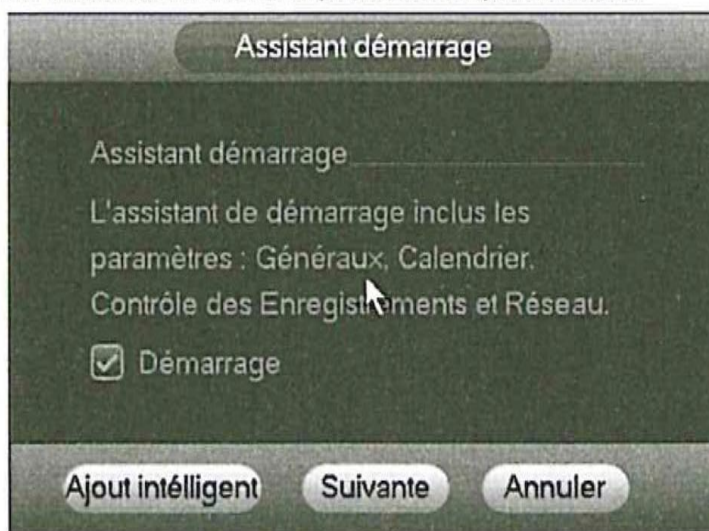 Assistant démarrage
Assistant démarrage
L'assistant de démarrage inclus les
paramètres : Généraux, Calendrier.
Contrôle des Enregistrements et Réseau.
Démarrage
Ajout intélligent Suivante Annuler